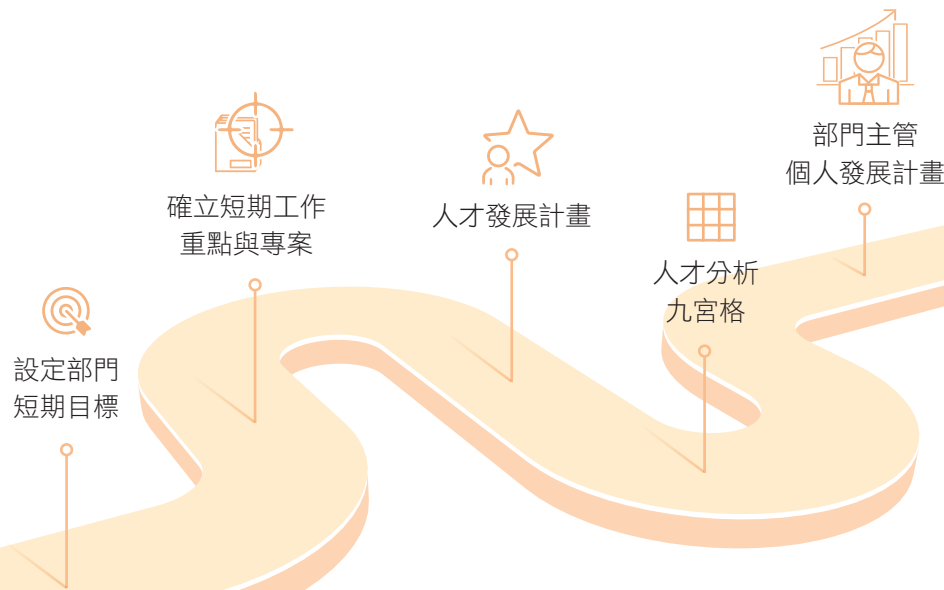 設定部門
短期目標
確立短期工作
重點與專案
人才發展計畫
人才分析
九宮格
部門主管
個人發展計畫